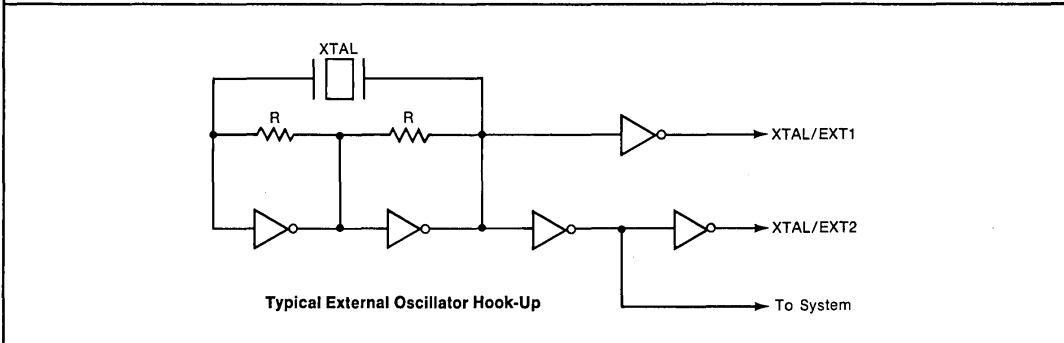 XTAL
R
R
XTAL/EXT1
XTAL/EXT2
To System
Typical External Oscillator Hook-Up